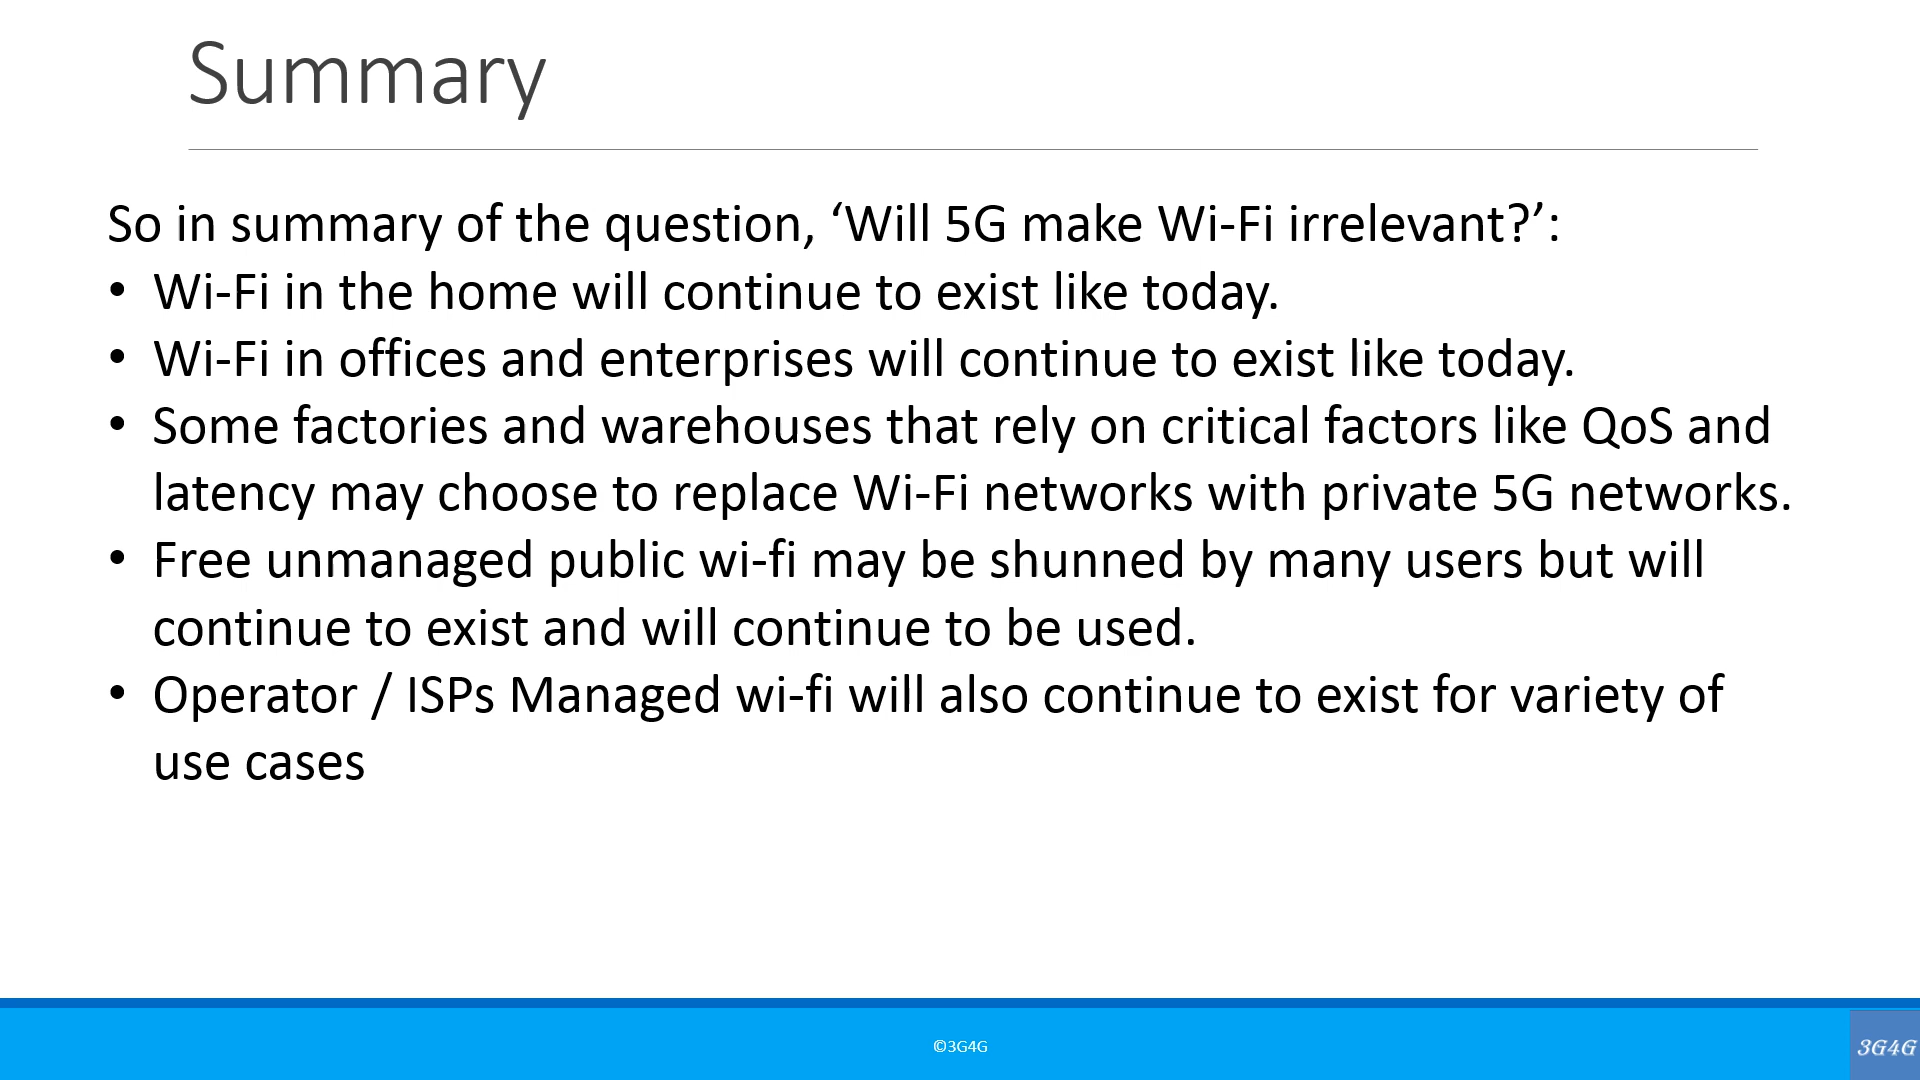 Summary
So in summary of the question, ‘Will 5G make Wi-Fi irrelevant?’:
• Wi-Fi in the home will continue to exist like today.
• Wi-Fi in offices and enterprises will continue to exist like today.
• Some factories and warehouses that rely on critical factors like QoS and
latency may choose to replace Wi-Fi networks with private 5G networks.
• Free unmanaged public wi-fi may be shunned by many users but will
continue to exist and will continue to be used.
• Operator / ISPs Managed wi-fi will also continue to exist for variety of
use cases
©3G4G
3G4G